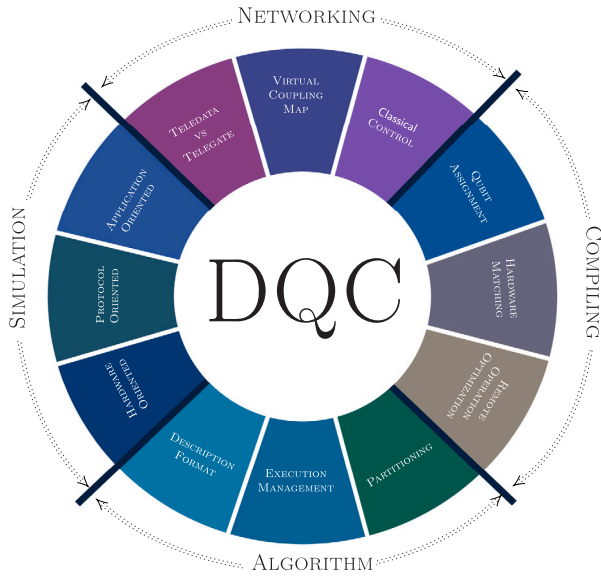 NETWORKING
TELEDATA
VS
TELEGATE
VIRTUAL
COUPLING
MAP
Classical
CONTROL
COMPILING
QUBIT
ASSIGNMENT
HARDWARE
MATCHING
REMOTE
OPERATION
OPTIMIZATION
ALGORITHM
PARTITIONING
EXECUTION
MANAGEMENT
DESCRIPTION
FORMAT
SIMULATION
HARDWARE
ORIENTED
PROTOCOL
ORIENTED
APPLICATION
ORIENTED
DQC